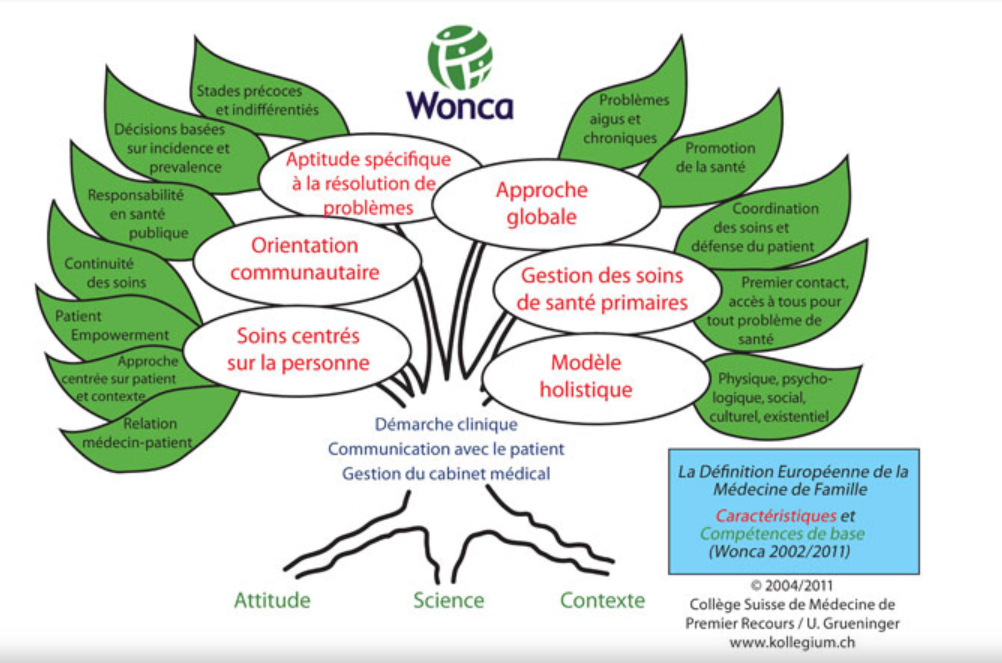 Wonca
Stades précoces
et indifférentiés
Décisions basées
sur incidence et
prevalence
Responsabilité
en santé
publique
Continuité
des soins
Patient
Empowerment
Approche
centrée sur patient
et contexte
Relation
médecin-patient
Aptitude spécifique
à la résolution de
problèmes
Orientation
communautaire
Soins centrés
sur la personne
Approche
globale
Gestion des soins
de santé primaires
Modèle
holistique
Problèmes
aigus et
chroniques
Promotion
de la santé
Coordination
des soins et
défense du patient
Premier contact,
accès à tous pour
tout problème de
santé
Physique, psycho-
logique, social,
culturel, existentiel
Démarche clinique
Communication avec le patient
Gestion du cabinet médical
Attitude
Science
Contexte
La Définition Européenne de la
Médecine de Famille
Caractéristiques et
Compétences de base
(Wonca 2002/2011)
© 2004/2011
Collège Suisse de Médecine de
Premier Recours / U. Grueninger
www.kollegium.ch